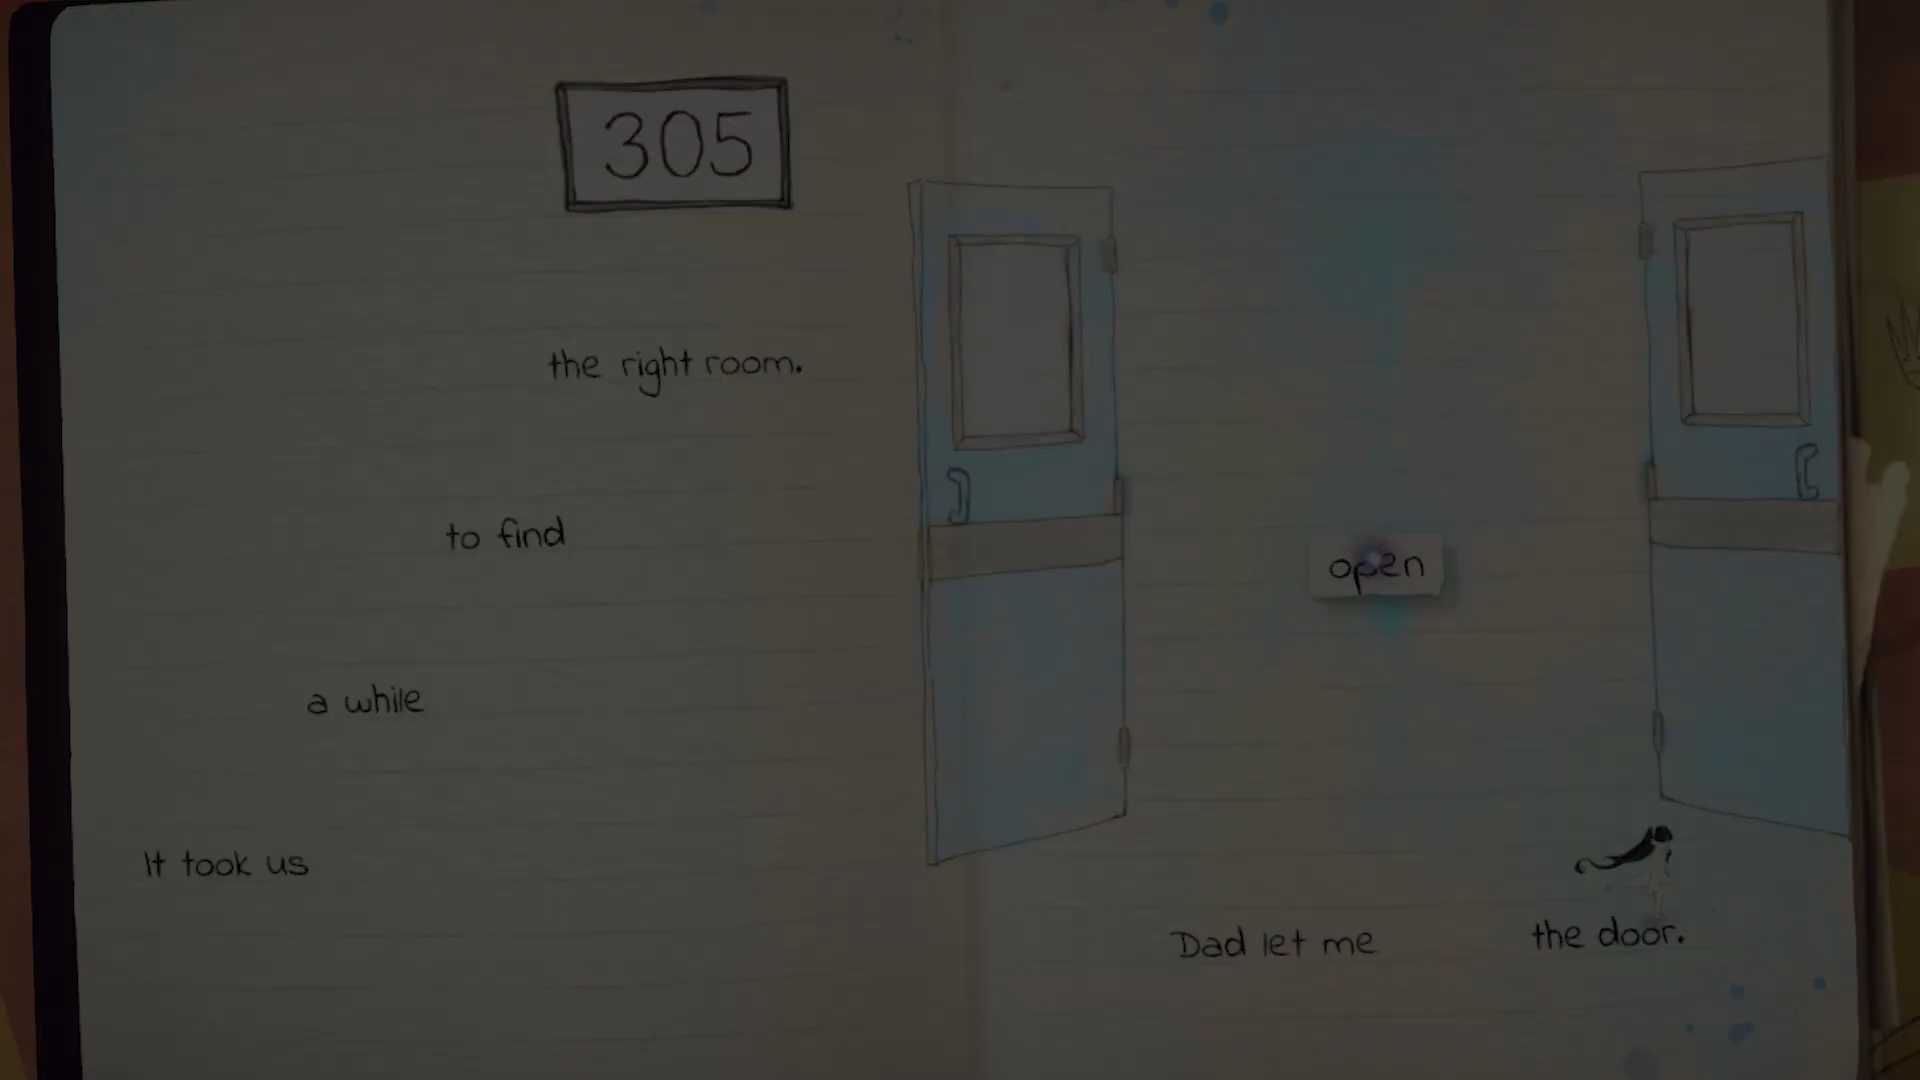 305
the right room.
to find
a while
It took us
open
Dad let me
the door.